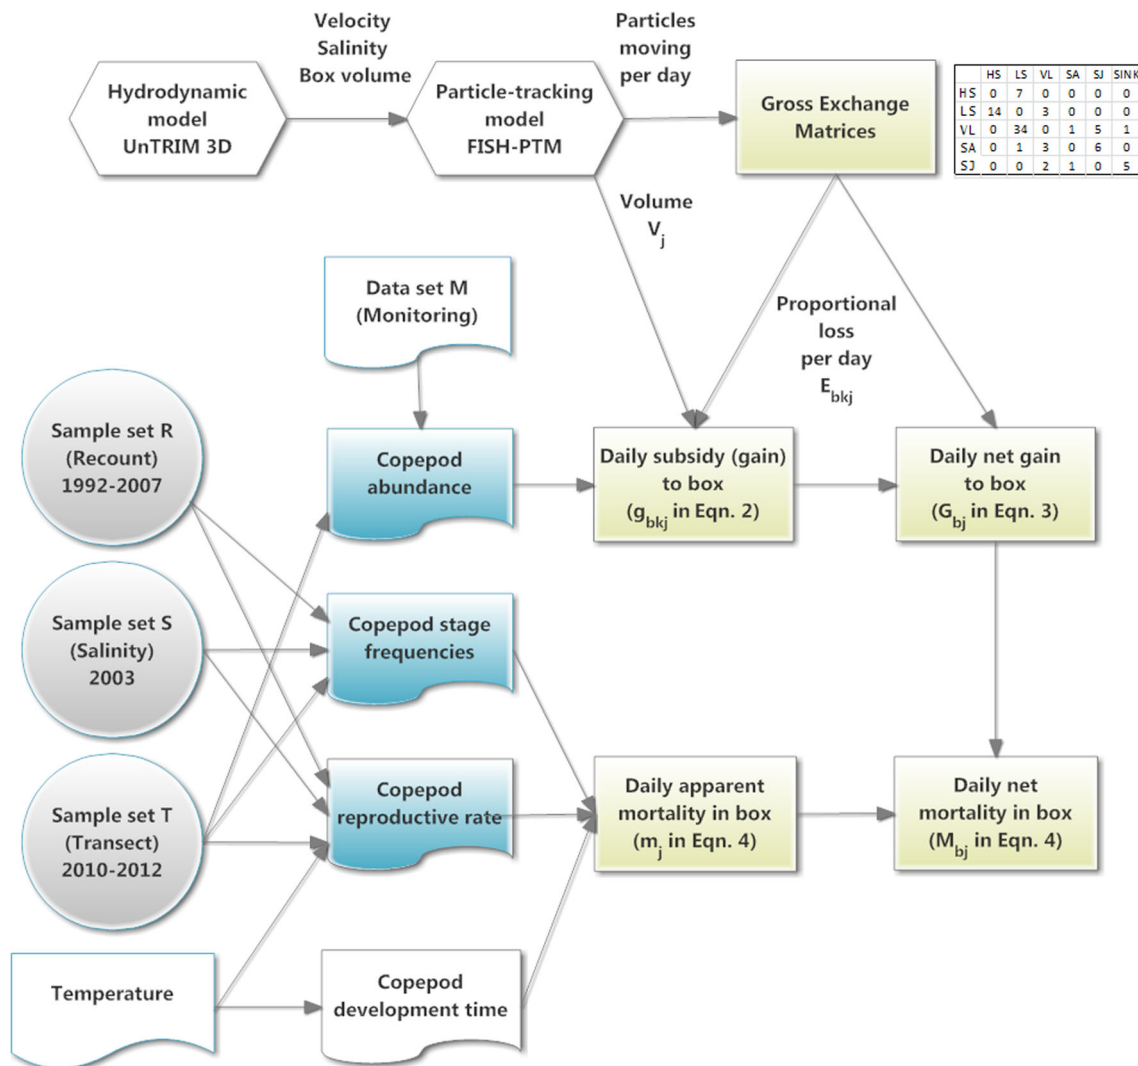 Velocity
Salinity
Box volume
Particles
moving
per day
Hydrodynamic
model
UnTRIM 3D
Particle-tracking
model
FISH-PTM
Gross Exchange
Matrices
HS LS VL SA SJ SINK
HS 0 7 0 0 0 0
LS 14 0 3 0 0 0
VL 0 34 0 1 5 1
SA 0 1 3 0 6 0
SJ 0 0 2 1 0 5
Volume
Vj
Data set M
(Monitoring)
Proportional
loss
per day
Ebkj
Sample set R
(Recount)
1992-2007
Copepod
abundance
Daily subsidy (gain)
to box
(gbkj in Eqn. 2)
Daily net gain
to box
(Gbj in Eqn. 3)
Sample set S
(Salinity)
2003
Copepod stage
frequencies
Sample set T
(Transect)
2010-2012
Copepod
reproductive rate
Daily apparent
mortality in box
(mj in Eqn. 4)
Daily net
mortality in box
(Mbj in Eqn. 4)
Temperature
Copepod
development time